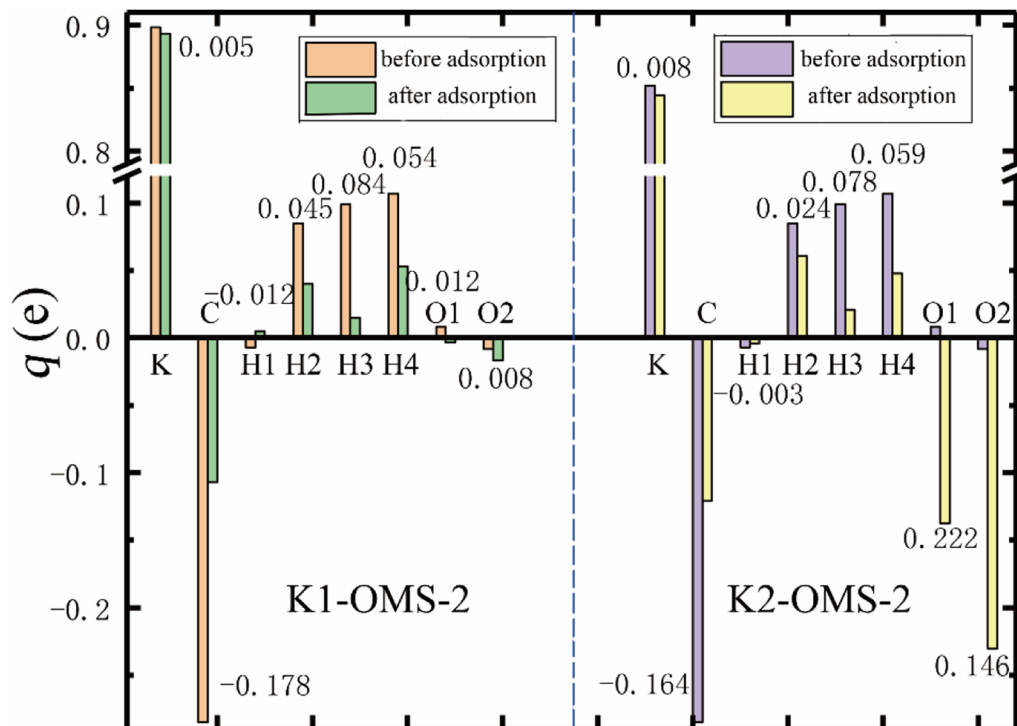 0.9
0.005
before adsorption
after adsorption
0.008
before adsorption
after adsorption
0.8
0.054
0.059
0.1
0.045
0.084
0.024
0.078
-0.012
0.012
q (e)
C
O1
O2
C
O1
O2
0.0
K
H1
H2
H3
H4
K
H1
H2
H3
H4
0.008
-0.003
-0.1
0.222
-0.2
K1-OMS-2
K2-OMS-2
0.146
-0.178
-0.164